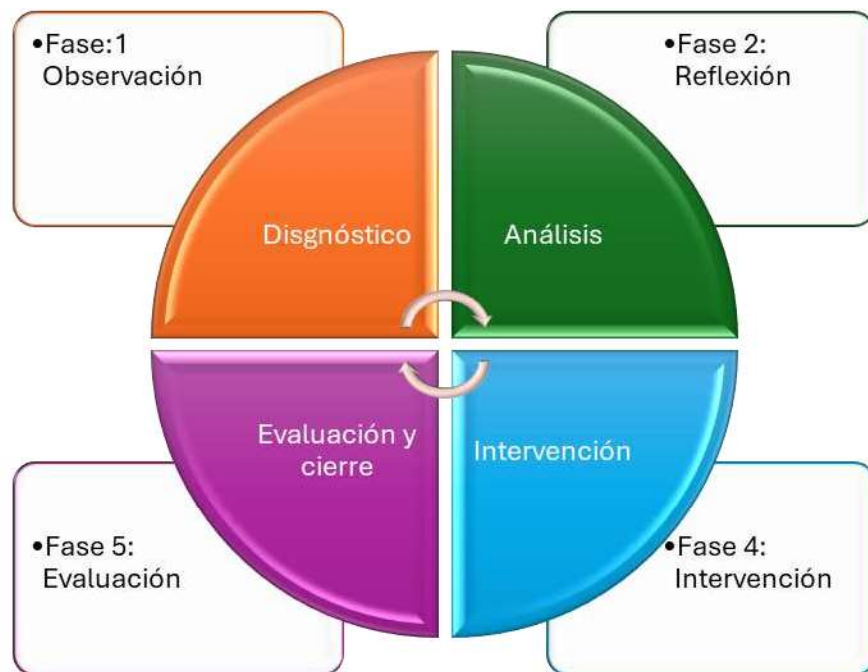 •Fase:1
Observación
•Fase 2:
Reflexión
Disgnóstico
Análisis
Evaluación y
cierre
Intervención
•Fase 5:
Evaluación
•Fase 4:
Intervención